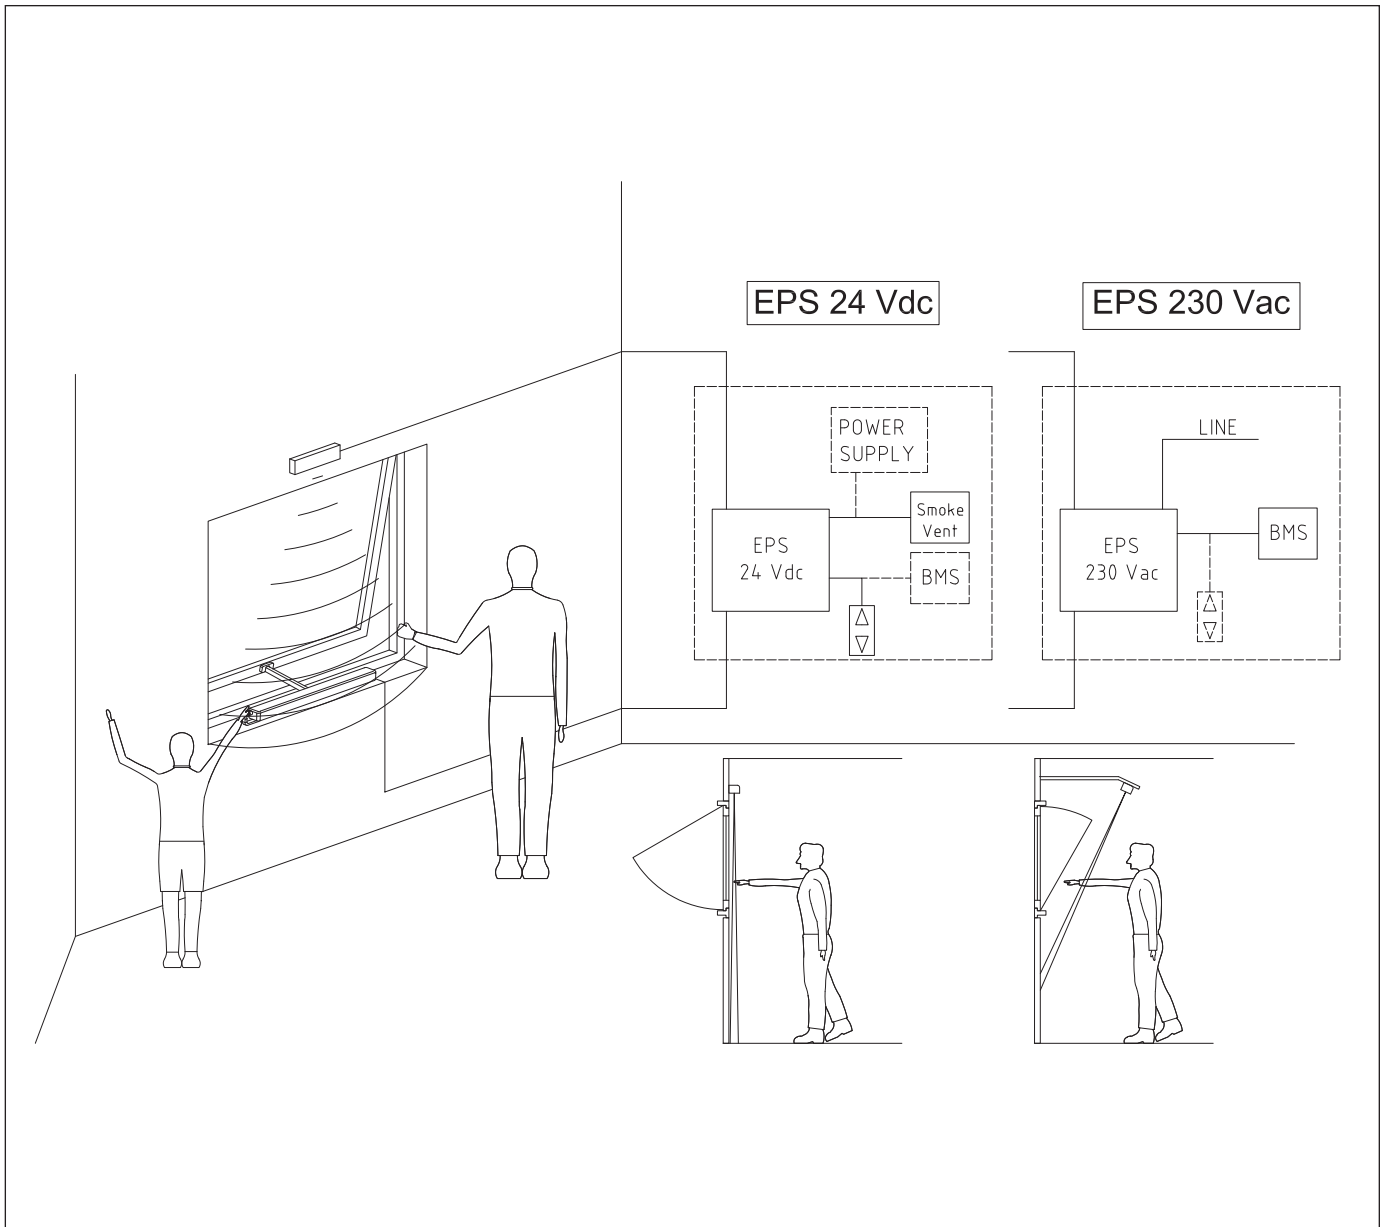 EPS 24 Vdc
EPS 230 Vac
POWER
SUPPLY
Smoke
Vent
EPS
24 Vdc
BMS
LINE
EPS
230 Vac
BMS